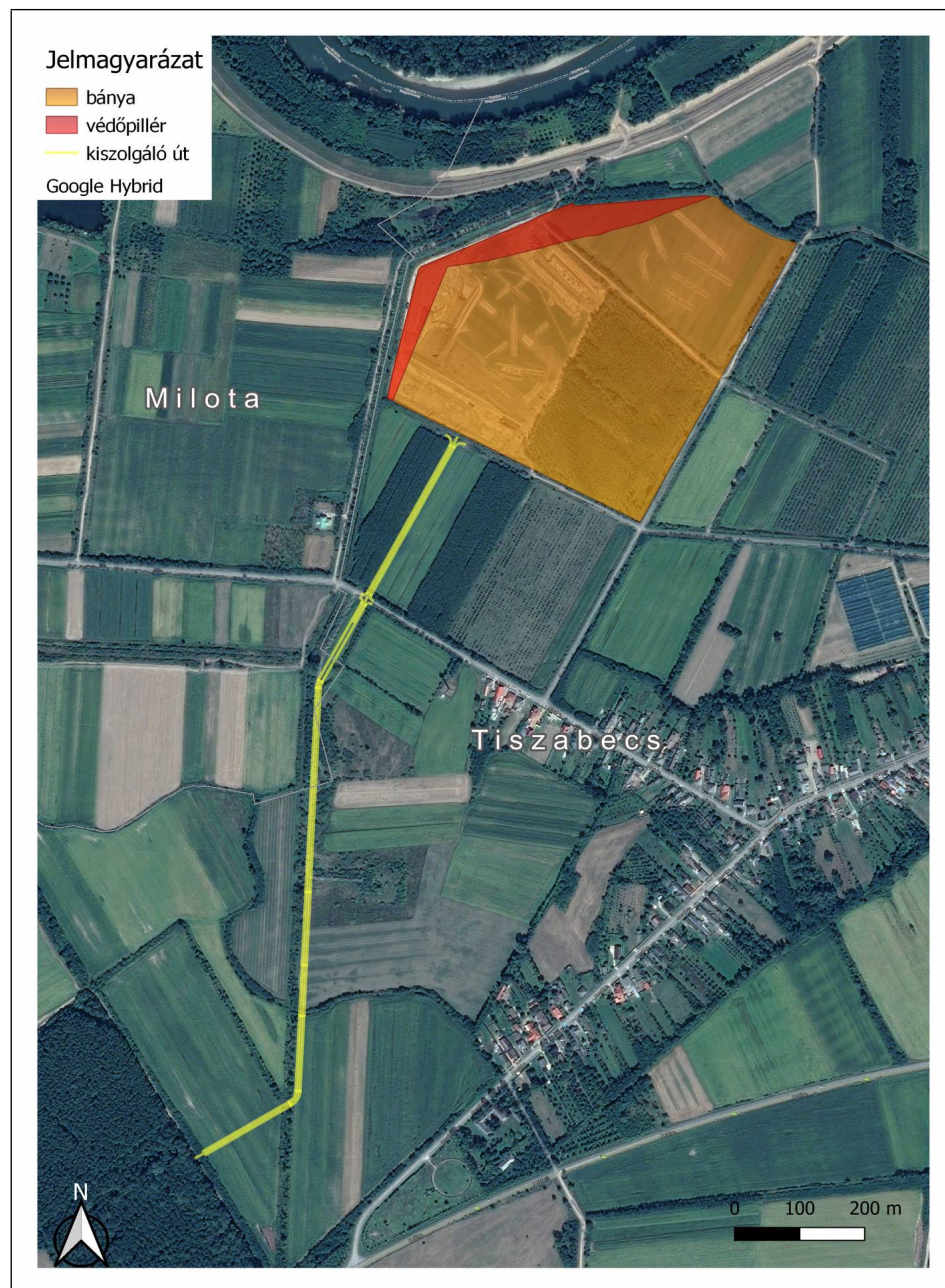 Jelmagyarázat
bánya
védőpillér
kiszolgáló út
Google Hybrid
Milota
Tiszabecs
N
0 100 200 m